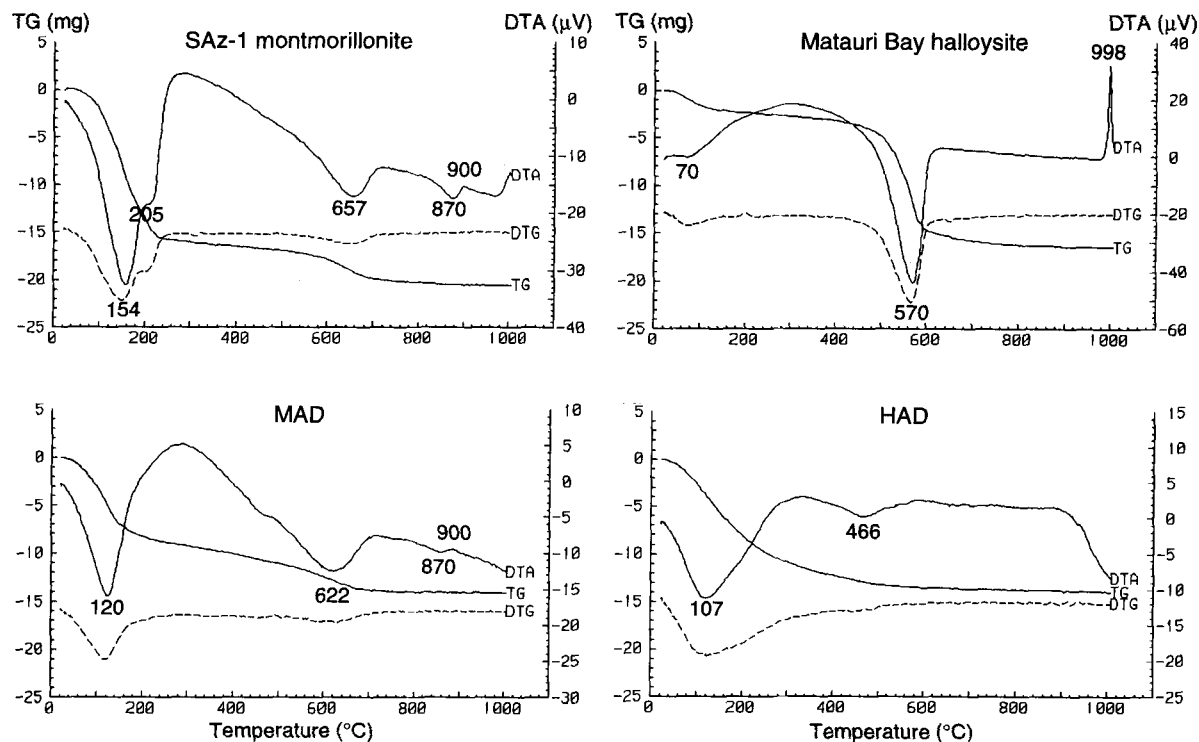 TG (mg) DTA (μV) TG (mg) DTA (μV)
SAz-1 montmorillonite Matauri Bay halloysite
5 10 5 40
998
0 0 0 30
20
-5 -5 10
-10 900 DTA -10 70 DTA 0
-10
205 657 870 -10
-15 -20 DTG -15 DTG -20
-20 -30 TG -20 TG -40
154 570
-25 -40 -25 -60
0 200 400 600 800 1000 0 200 400 600 800 1000
MAD HAD
5 10 5 15
5 10
0 0 0 5
-5 -5 -5 466 0
900
-10 870 -10 -10 -5
120 622 DTA 107 DTA
-15 TG -15 -15 TG -10
DTG -20 DTG -15
-20 -25 -20 -20
-25 -30 -25 -25
0 200 400 600 800 1000 0 200 400 600 800 1000
Temperature (°C) Temperature (°C)